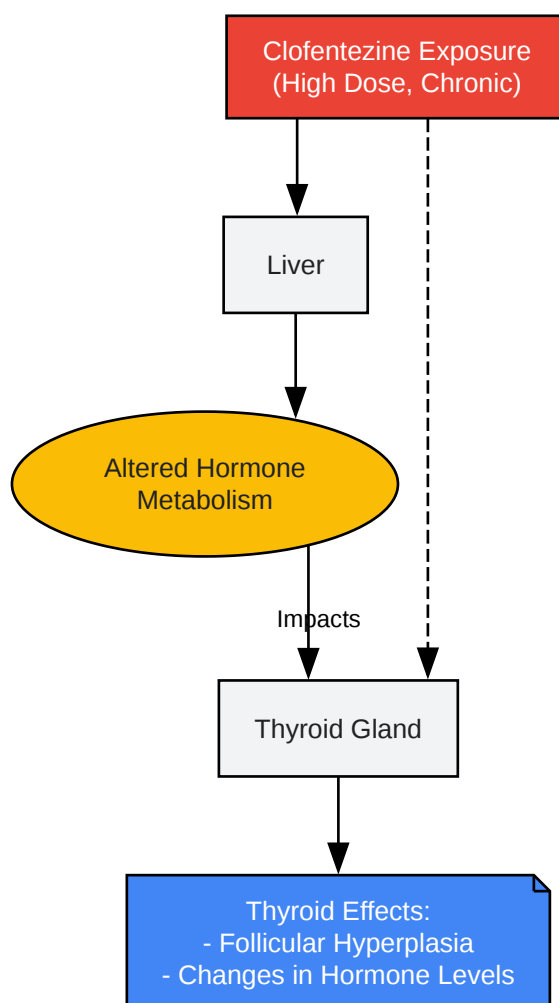 Clofentezine Exposure
(High Dose, Chronic)
Liver
Altered Hormone
Metabolism
Impacts
Thyroid Gland
Thyroid Effects:
- Follicular Hyperplasia
- Changes in Hormone Levels